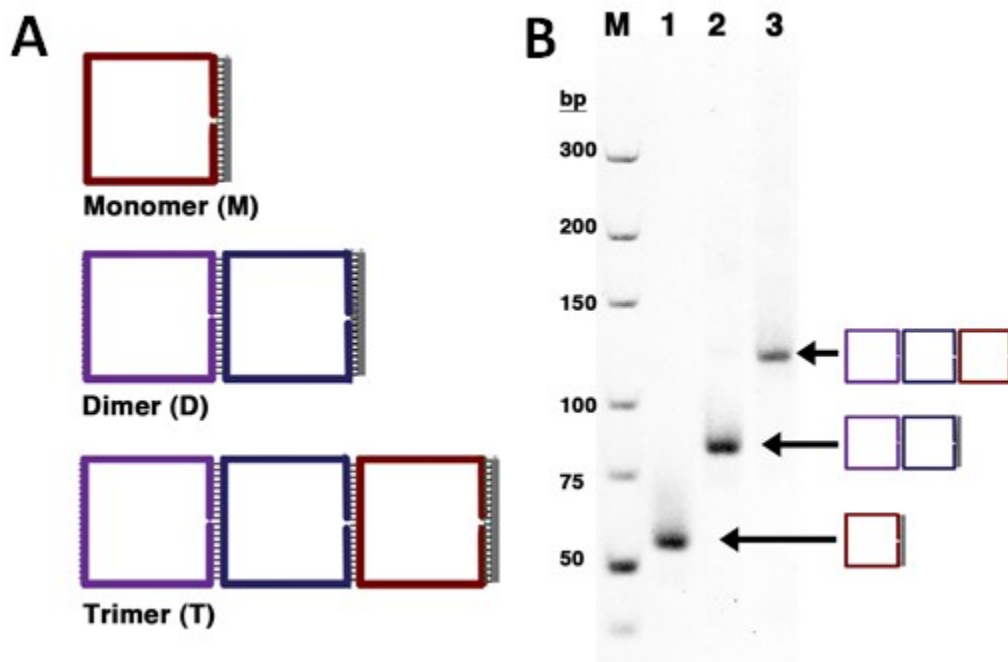 A
Monomer (M)
Dimer (D)
Trimer (T)
B
M 1 2 3
bp
300
200
150
100
75
50